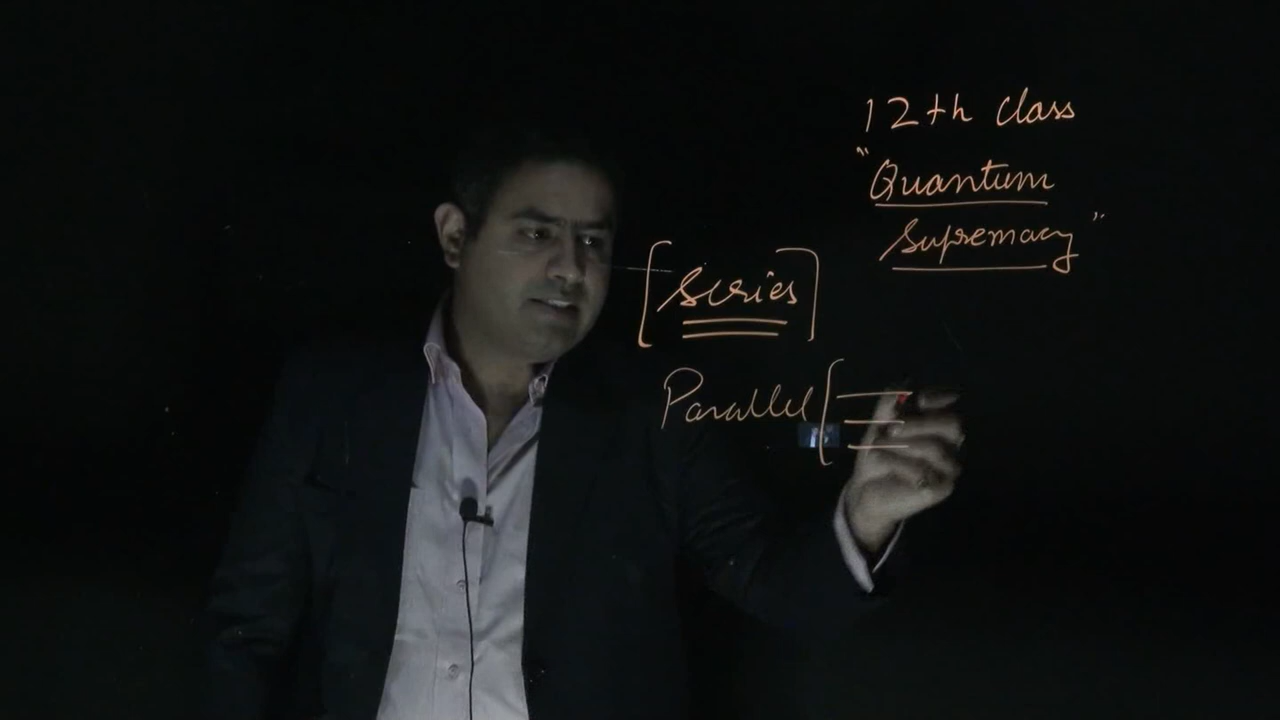 12th class
"Quantum
Supremacy"
[Series]
Parallel [